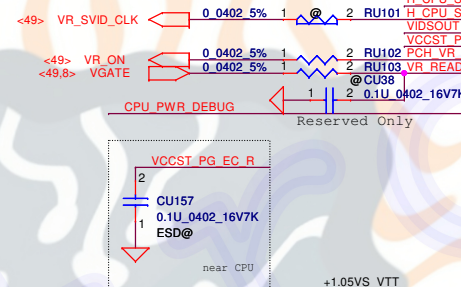 H_CPU_S
<49> VR_SVID_CLK 0_0402_5% 1 @ 2 RU101 H_CPU_S
VIDSOUT
VCCST_P
<49> VR_ON 0_0402_5% 1 2 RU102 PCH_VR_
<49,8> VGATE 0_0402_5% 1 2 RU103 VR_READ
@ CU38
1 2 0.1U_0402_16V7K
CPU_PWR_DEBUG
Reserved Only
VCCST_PG_EC_R
2
CU157
0.1U_0402_16V7K
1
ESD@
near CPU
+1.05VS_VTT